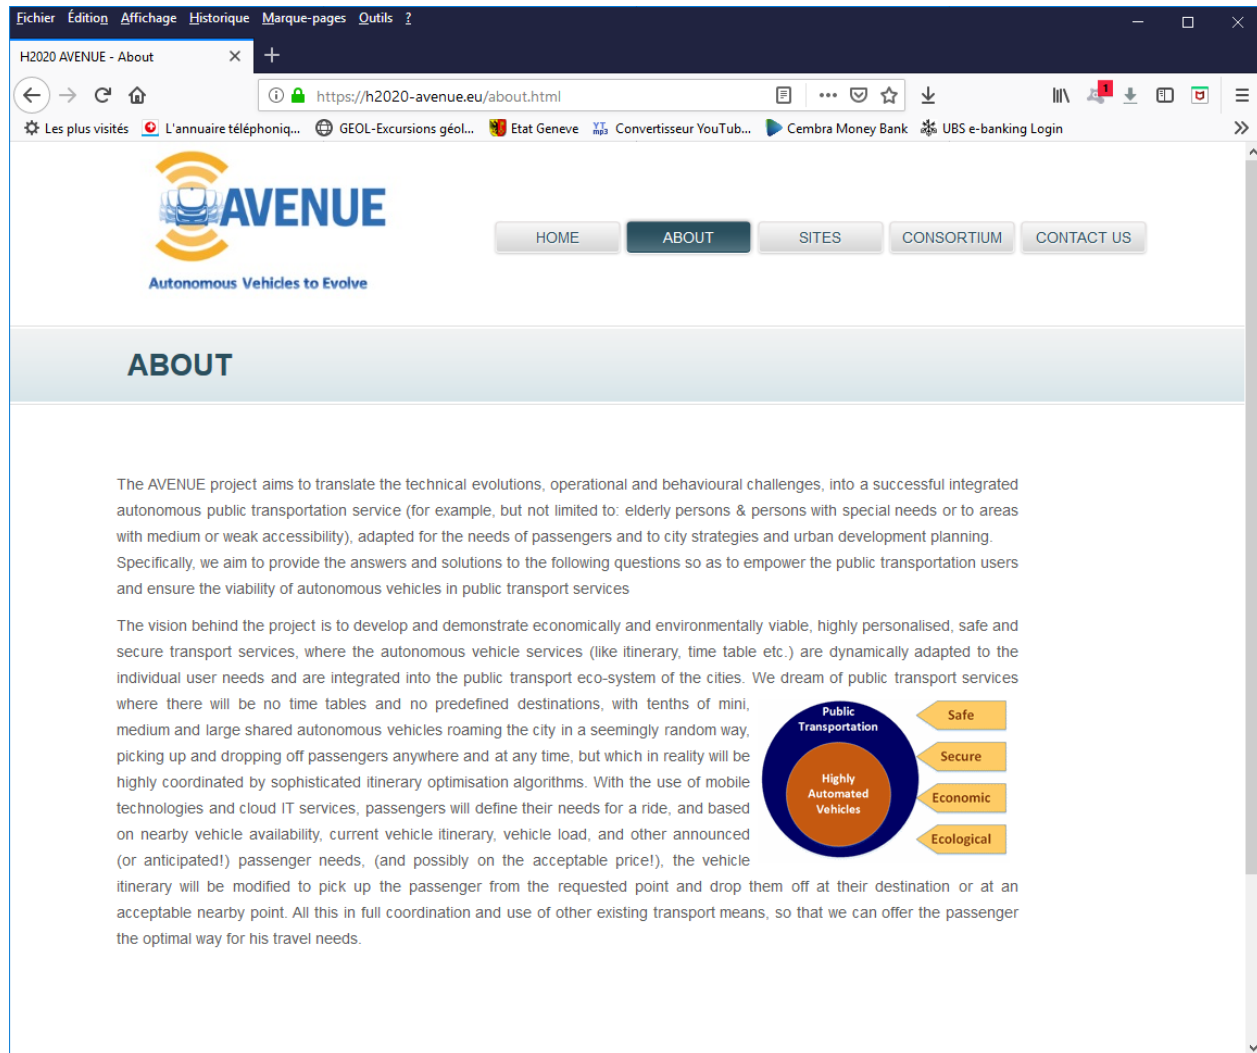 Fichier Édition Affichage Historique Marque-pages Outils ?
H2020 AVENUE - About
https://h2020-avenue.eu/about.html
1
Les plus visités L'annuaire téléphoniq... GEOL-Excursions géol... Etat Geneve Convertisseur YouTub... Cembra Money Bank UBS e-banking Login
AVENUE
Autonomous Vehicles to Evolve
HOME ABOUT SITES CONSORTIUM CONTACT US
ABOUT
The AVENUE project aims to translate the technical evolutions, operational and behavioural challenges, into a successful integrated
autonomous public transportation service (for example, but not limited to: elderly persons & persons with special needs or to areas
with medium or weak accessibility), adapted for the needs of passengers and to city strategies and urban development planning.
Specifically, we aim to provide the answers and solutions to the following questions so as to empower the public transportation users
and ensure the viability of autonomous vehicles in public transport services
The vision behind the project is to develop and demonstrate economically and environmentally viable, highly personalised, safe and
secure transport services, where the autonomous vehicle services (like itinerary, time table etc.) are dynamically adapted to the
individual user needs and are integrated into the public transport eco-system of the cities. We dream of public transport services
where there will be no time tables and no predefined destinations, with tenths of mini,
medium and large shared autonomous vehicles roaming the city in a seemingly random way,
picking up and dropping off passengers anywhere and at any time, but which in reality will be
highly coordinated by sophisticated itinerary optimisation algorithms. With the use of mobile
technologies and cloud IT services, passengers will define their needs for a ride, and based
on nearby vehicle availability, current vehicle itinerary, vehicle load, and other announced
(or anticipated!) passenger needs, (and possibly on the acceptable price!), the vehicle
itinerary will be modified to pick up the passenger from the requested point and drop them off at their destination or at an
acceptable nearby point. All this in full coordination and use of other existing transport means, so that we can offer the passenger
the optimal way for his travel needs.
Public
Transportation
Highly
Automated
Vehicles
Safe
Secure
Economic
Ecological